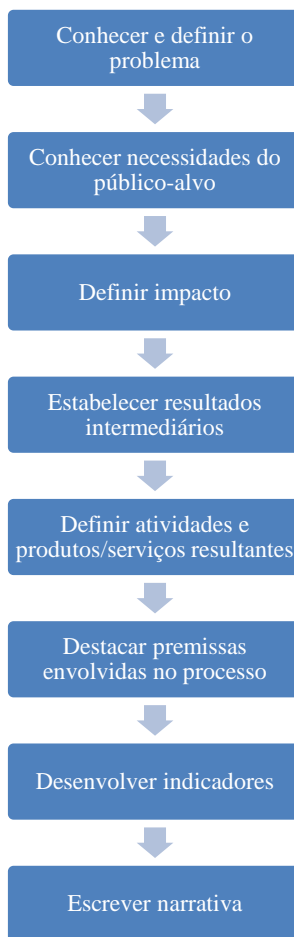 Conhecer e definir o
problema
Conhecer necessidades do
público-alvo
Definir impacto
Estabelecer resultados
intermediários
Definir atividades e
produtos/serviços resultantes
Destacar premissas
envolvidas no processo
Desenvolver indicadores
Escrever narrativa